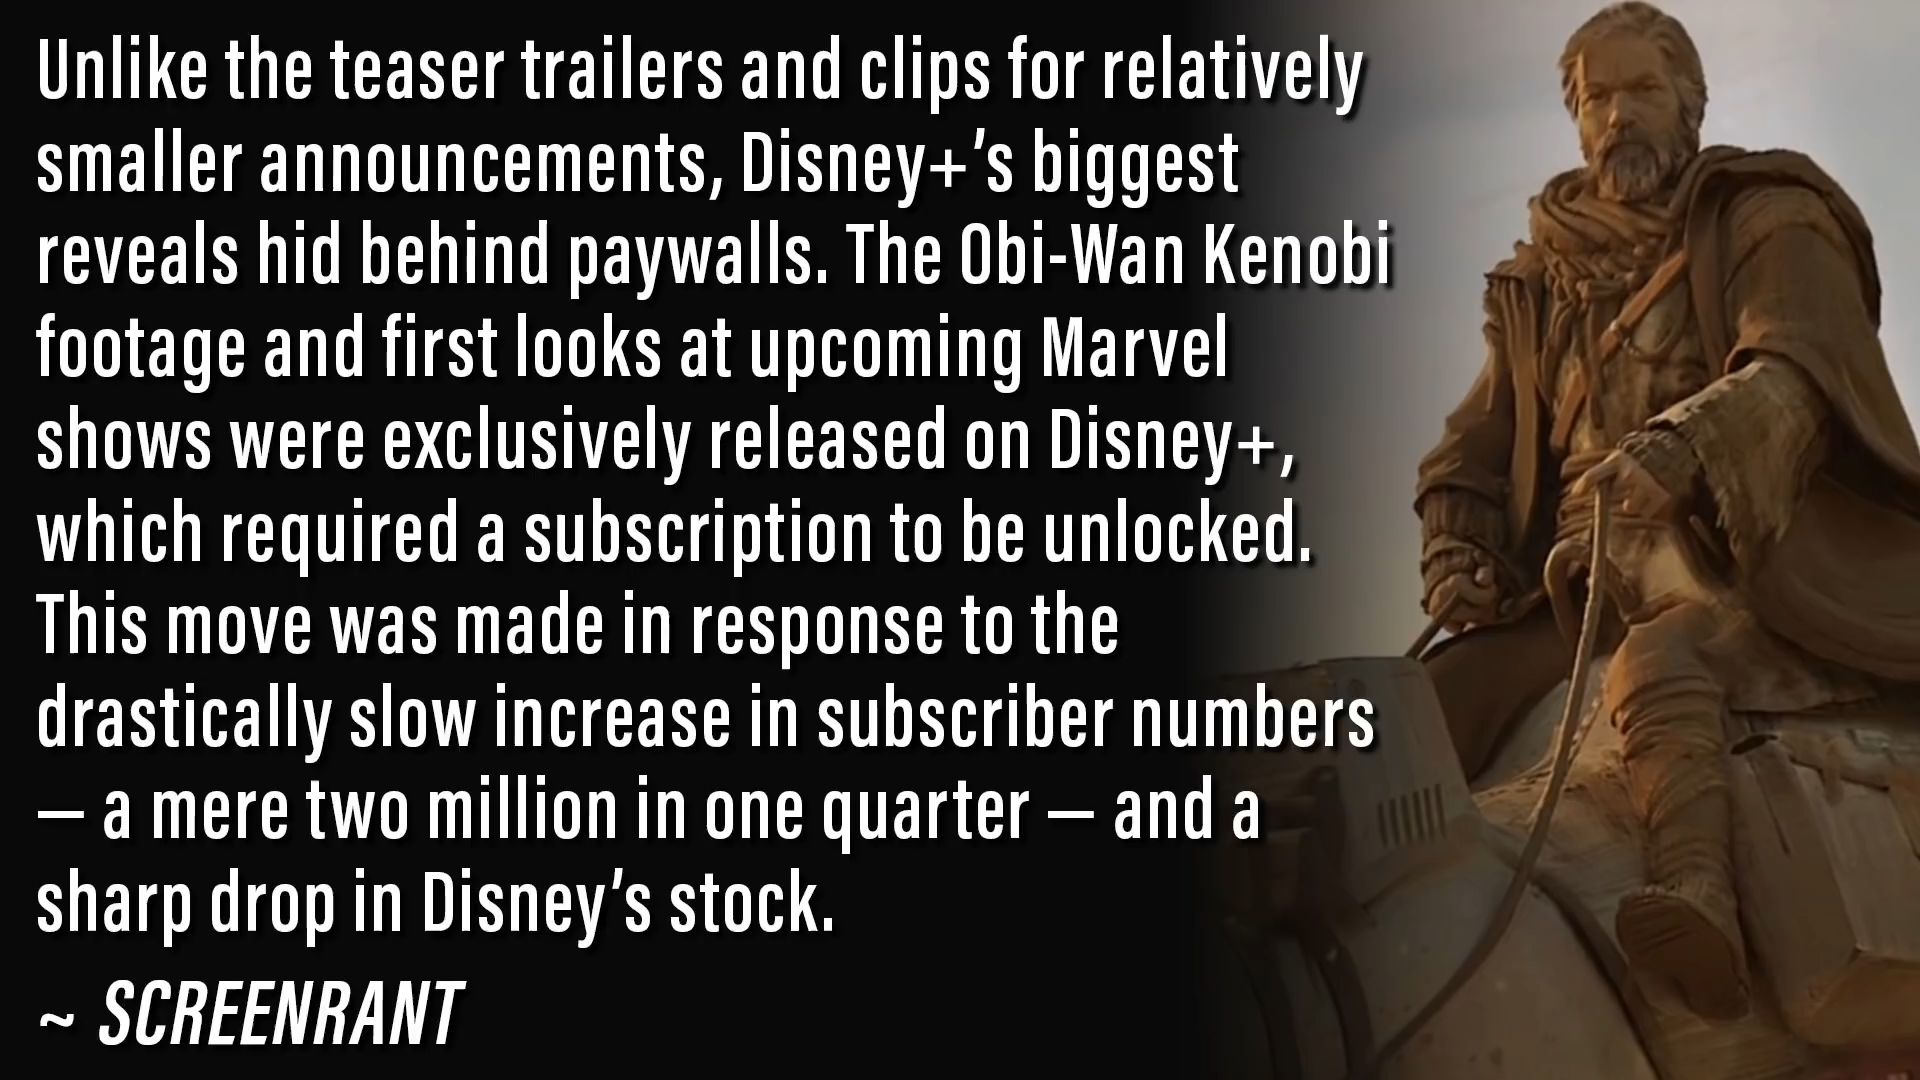 Unlike the teaser trailers and clips for relatively
smaller announcements, Disney+’s biggest
reveals hid behind paywalls. The Obi-Wan Kenobi
footage and first looks at upcoming Marvel
shows were exclusively released on Disney+,
which required a subscription to be unlocked.
This move was made in response to the
drastically slow increase in subscriber numbers
— a mere two million in one quarter — and a
sharp drop in Disney’s stock.
~ SCREENRANT